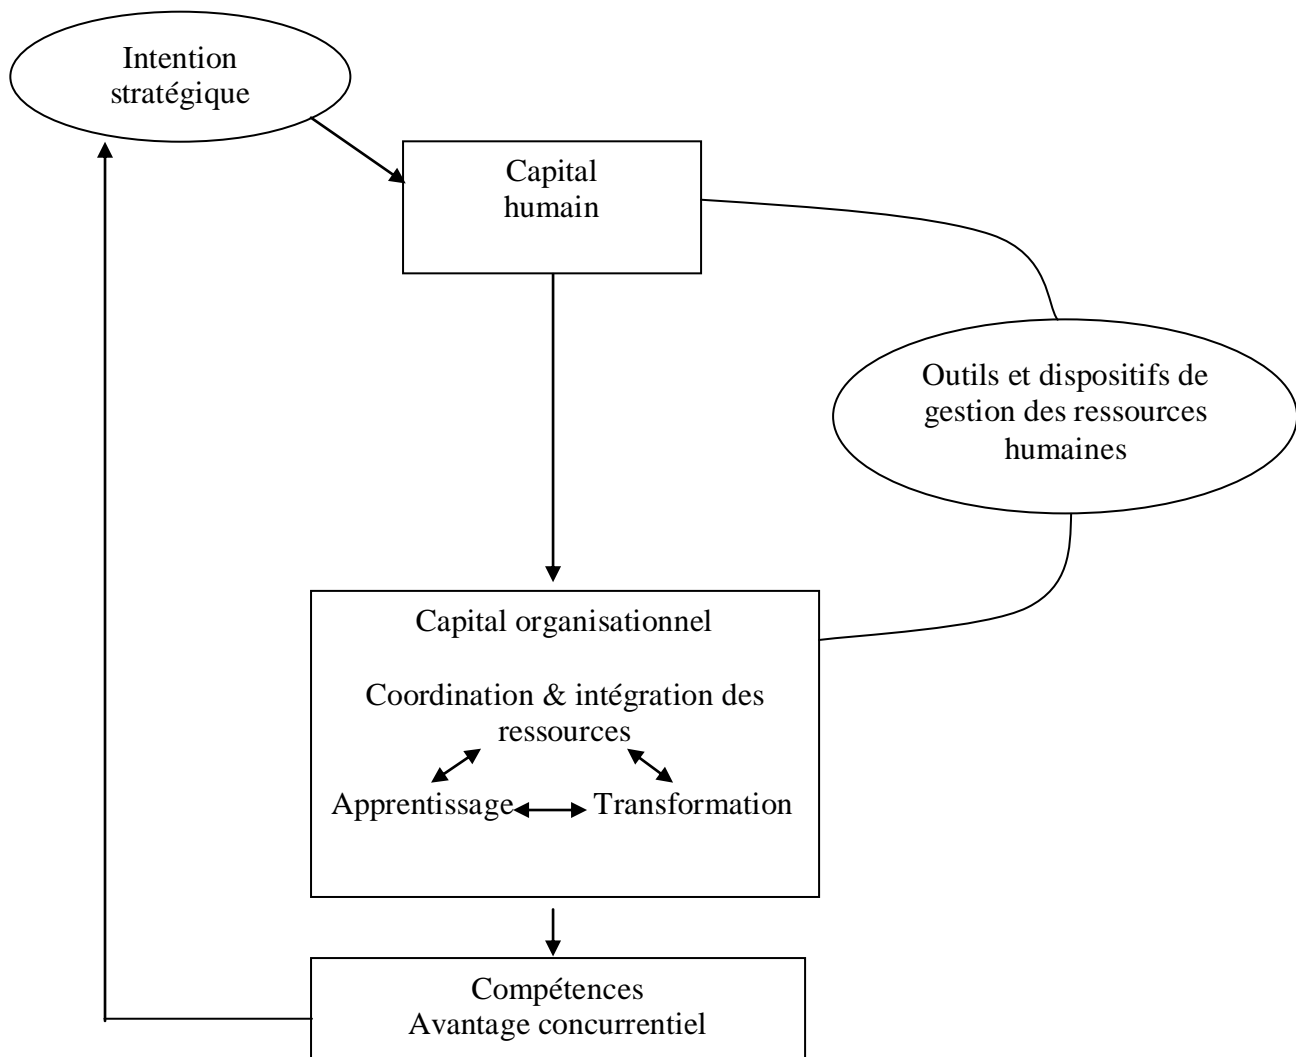 Intention
stratégique
Capital
humain
Outils et dispositifs de
gestion des ressources
humaines
Capital organisationnel
Coordination & intégration des
ressources
Apprentissage
Transformation
Compétences
Avantage concurrentiel